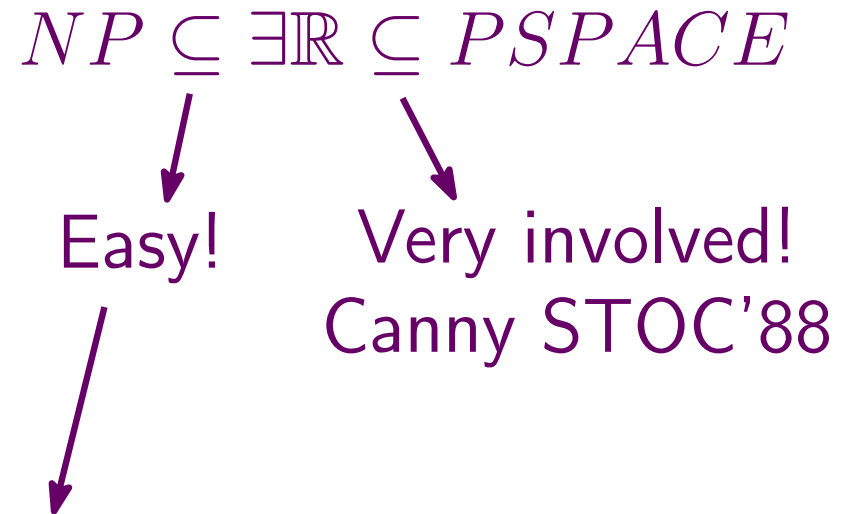 NP ⊆ ∃ℝ ⊆ PSPACE
Easy!
Very involved!
Canny STOC'88